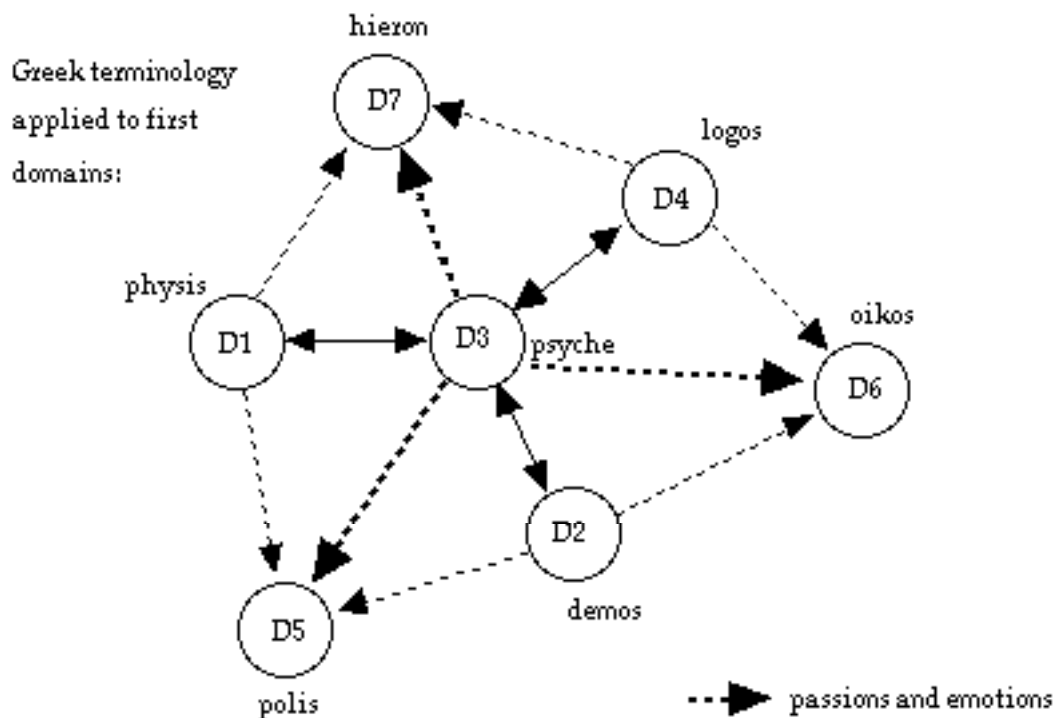 hieron
Greek terminology
applied to first
domains:
D7
logos
D4
physis
D1
D3
psyche
oikos
D6
D2
demos
D5
polis
passions and emotions